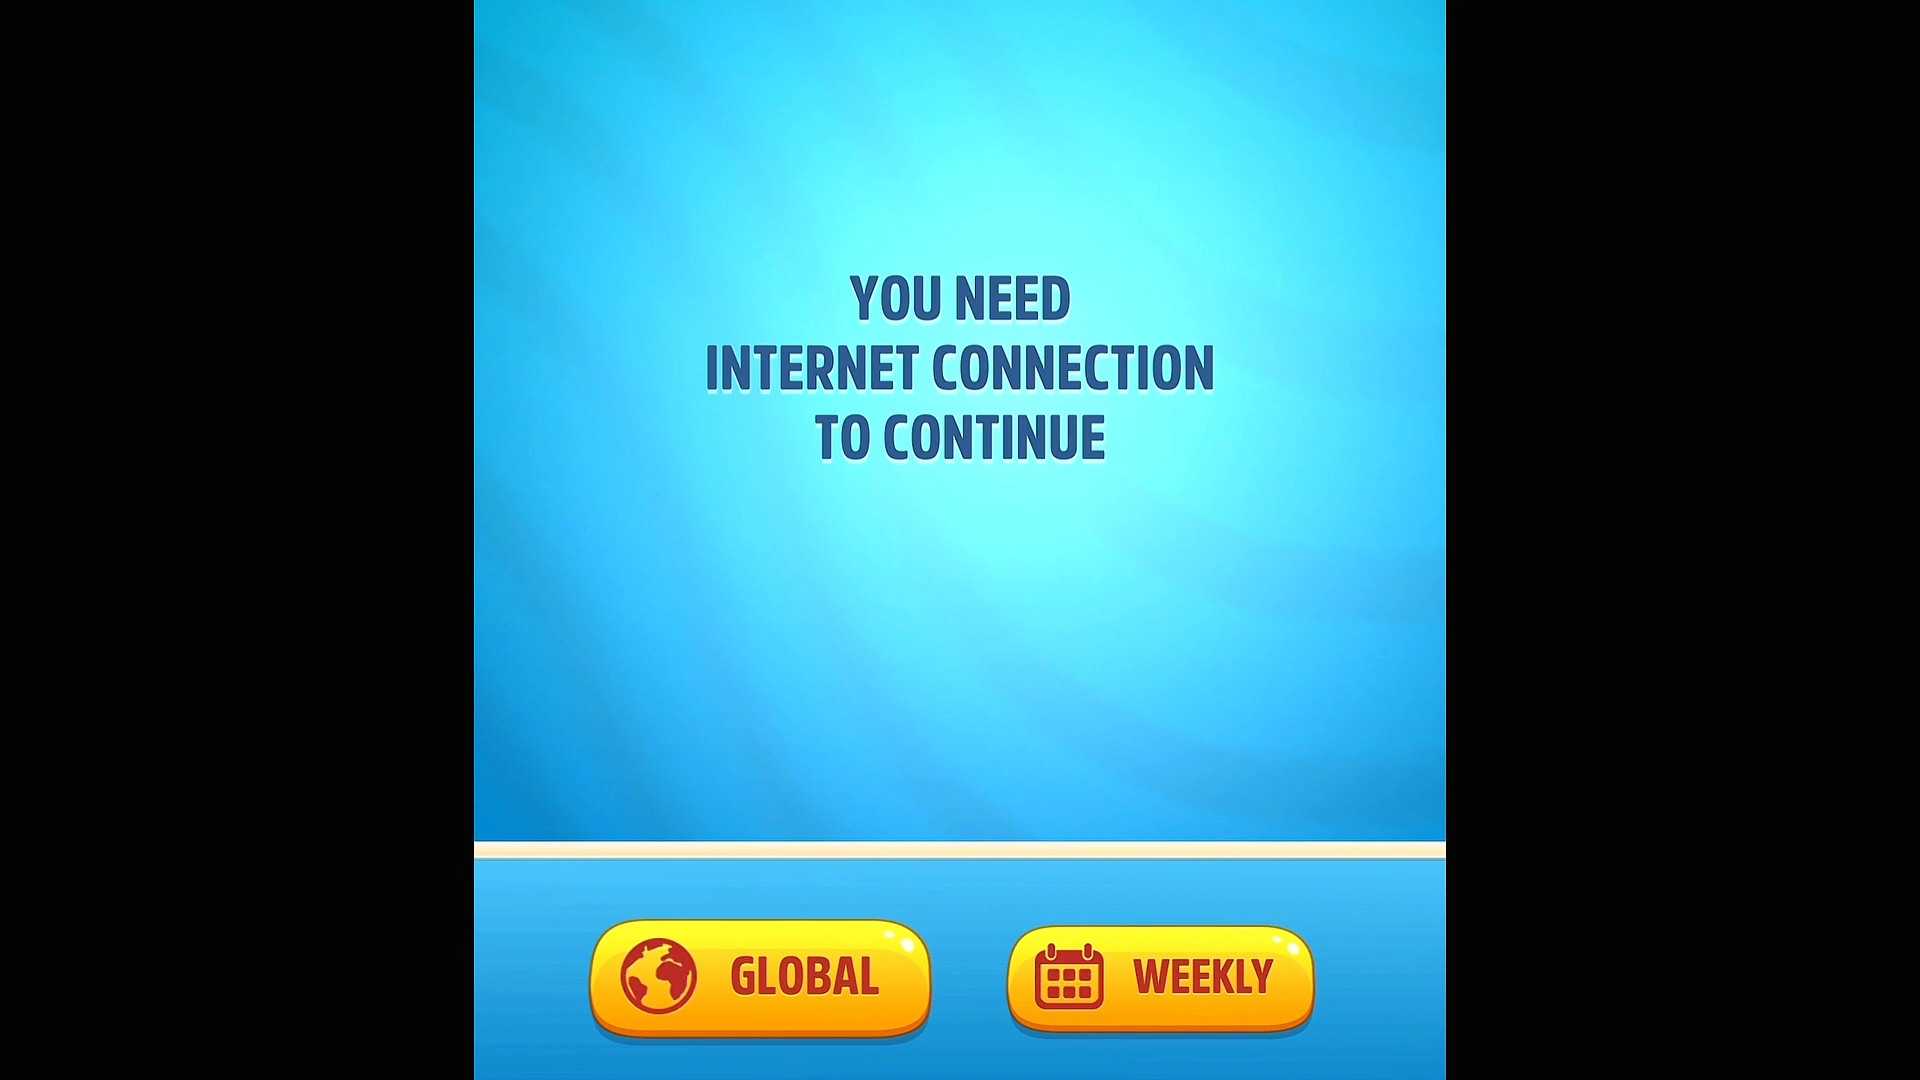 YOU NEED
INTERNET CONNECTION
TO CONTINUE
GLOBAL
WEEKLY